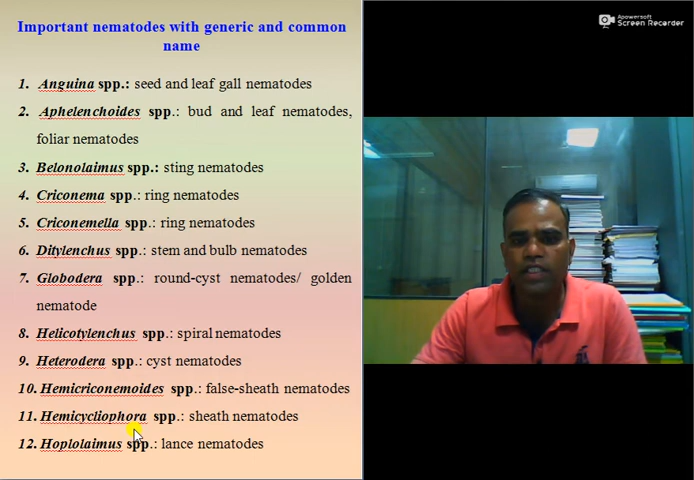 Important nematodes with generic and common
name
1. Anguina spp.: seed and leaf gall nematodes
2. Aphelenchoides spp.: bud and leaf nematodes,
foliar nematodes
3. Belonolaimus spp.: sting nematodes
4. Criconema spp.: ring nematodes
5. Criconemella spp.: ring nematodes
6. Ditylenchus spp.: stem and bulb nematodes
7. Globodera spp.: round-cyst nematodes/ golden
nematode
8. Helicotylenchus spp.: spiral nematodes
9. Heterodera spp.: cyst nematodes
10. Hemicriconemoides spp.: false-sheath nematodes
11. Hemicycliophora spp.: sheath nematodes
12. Hoplolaimus spp.: lance nematodes
Apowersoft
Screen Recorder